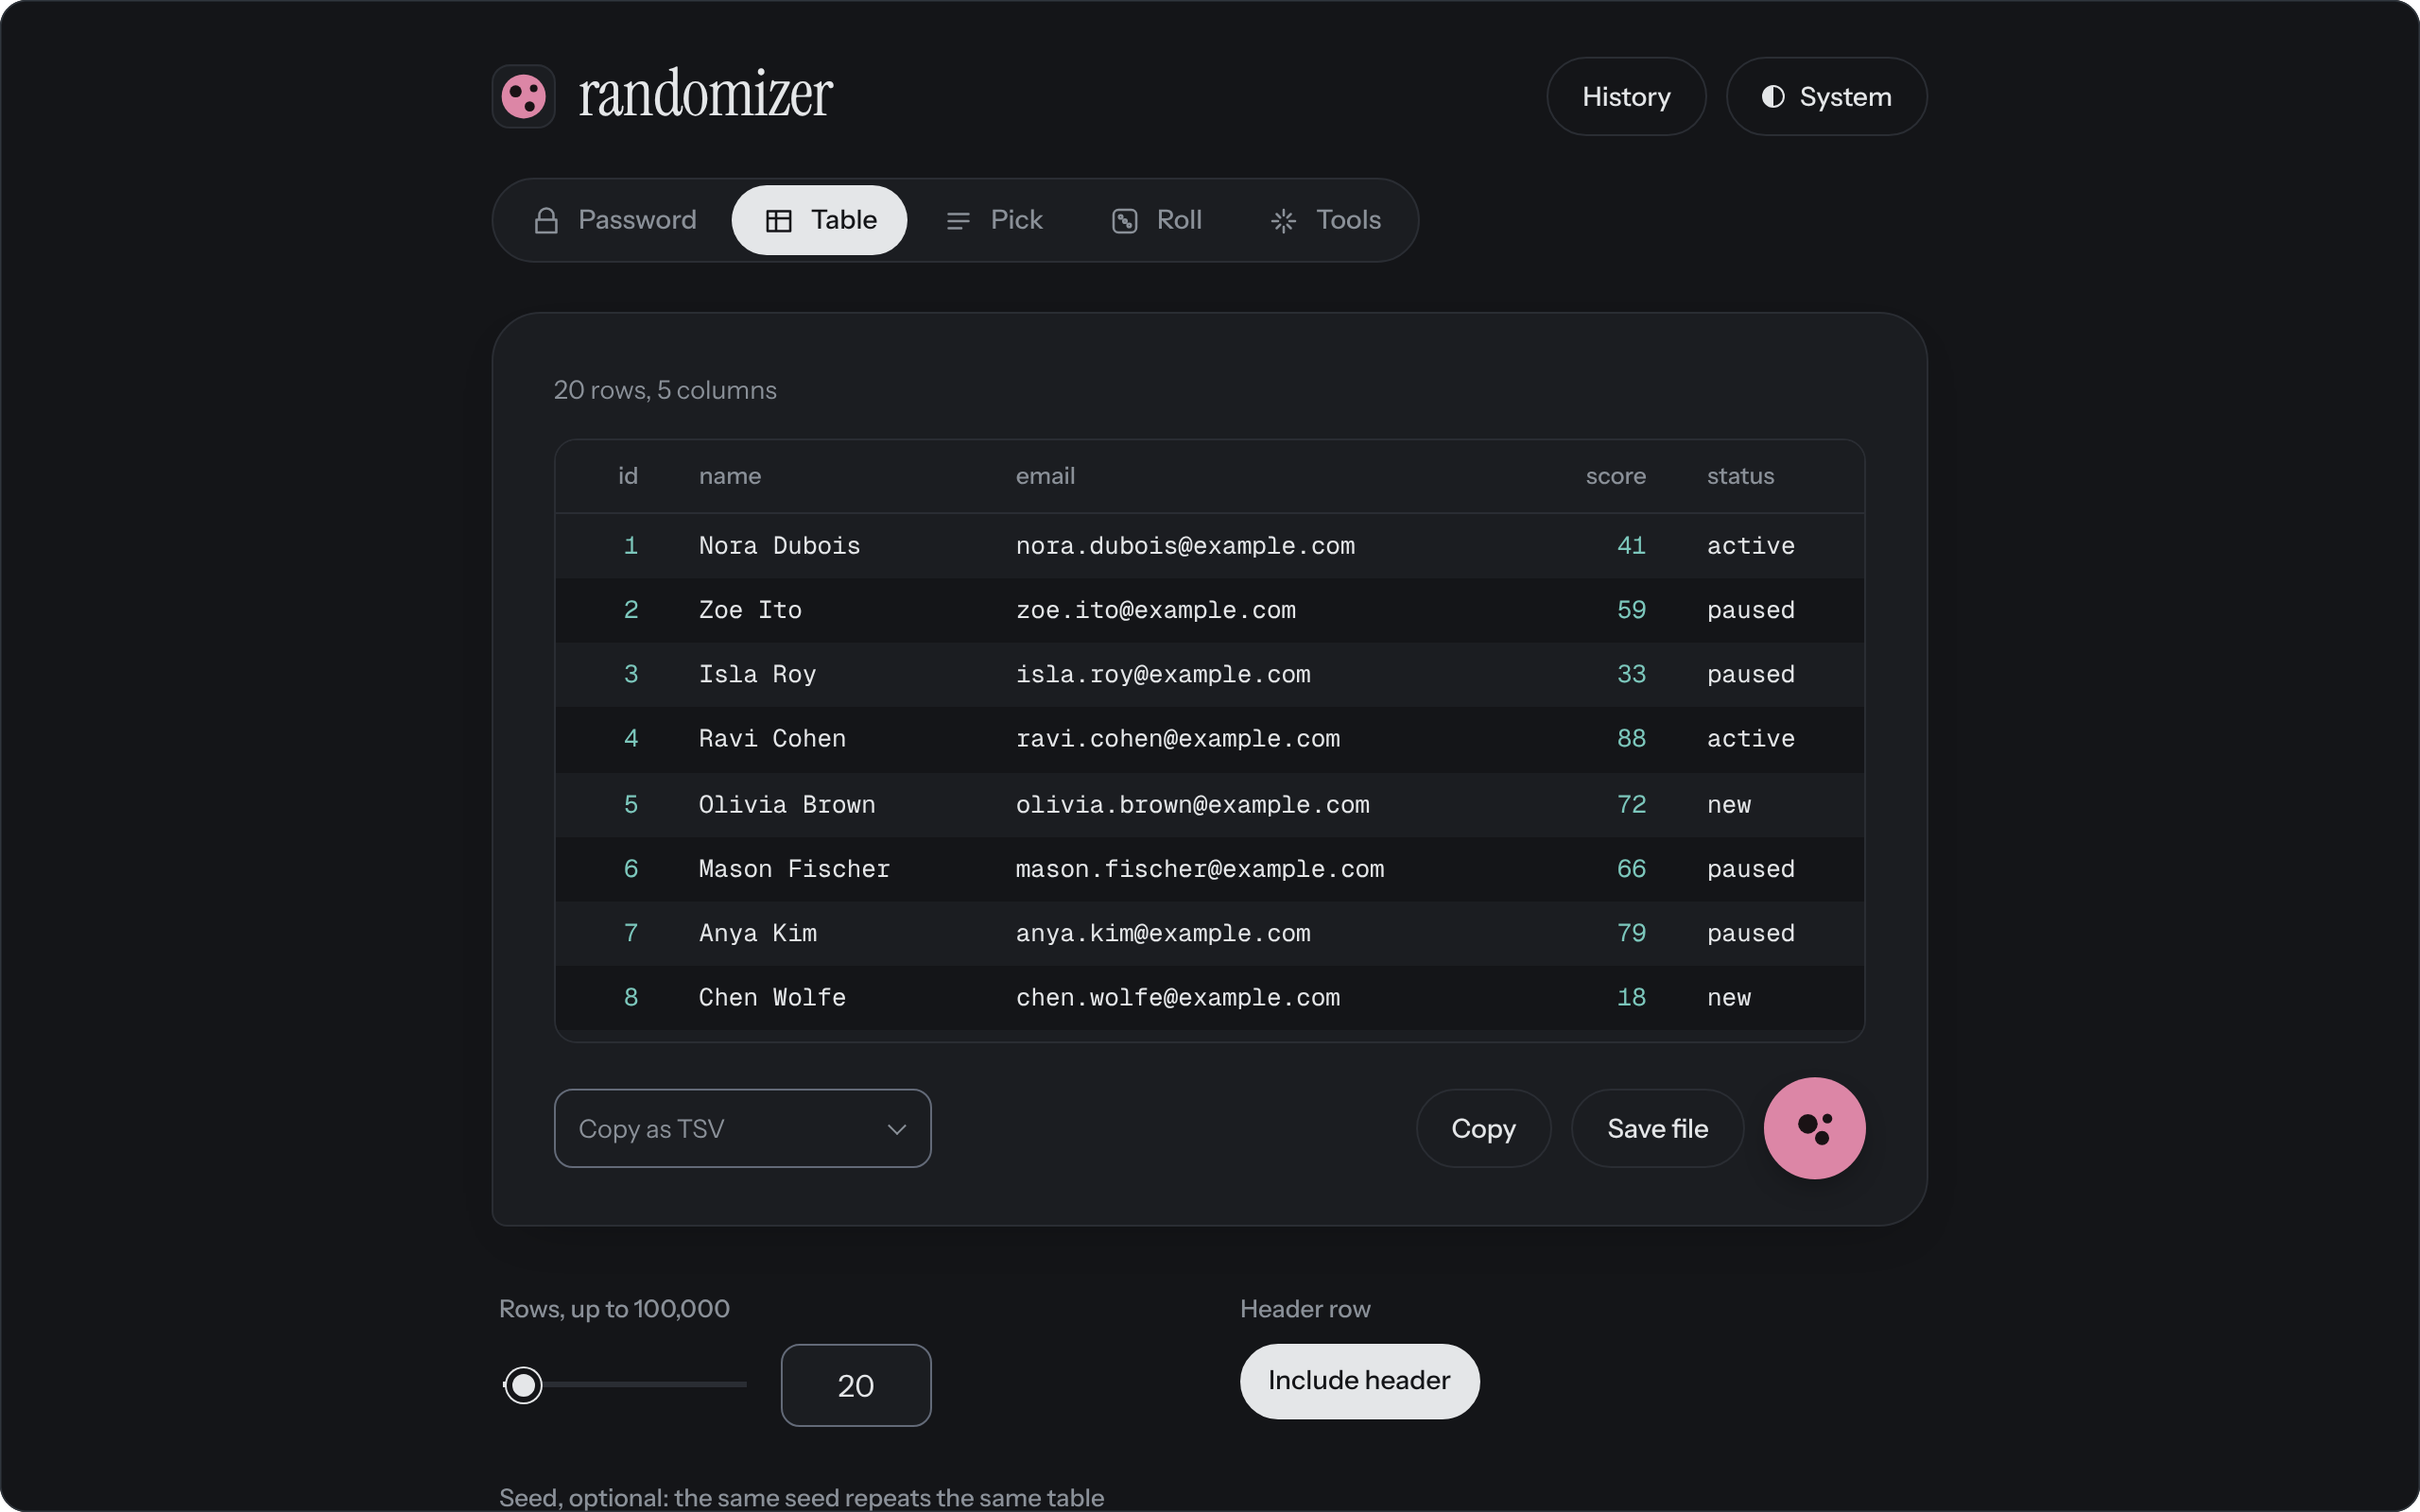 randomizer
History
System
Password
Table
Pick
Roll
Tools
20 rows, 5 columns
id name email score status
1 Nora Dubois nora.dubois@example.com 41 active
2 Zoe Ito zoe.ito@example.com 59 paused
3 Isla Roy isla.roy@example.com 33 paused
4 Ravi Cohen ravi.cohen@example.com 88 active
5 Olivia Brown olivia.brown@example.com 72 new
6 Mason Fischer mason.fischer@example.com 66 paused
7 Anya Kim anya.kim@example.com 79 paused
8 Chen Wolfe chen.wolfe@example.com 18 new
Copy as TSV
Copy
Save file
Rows, up to 100,000
Header row
20
Include header
Seed, optional: the same seed repeats the same table